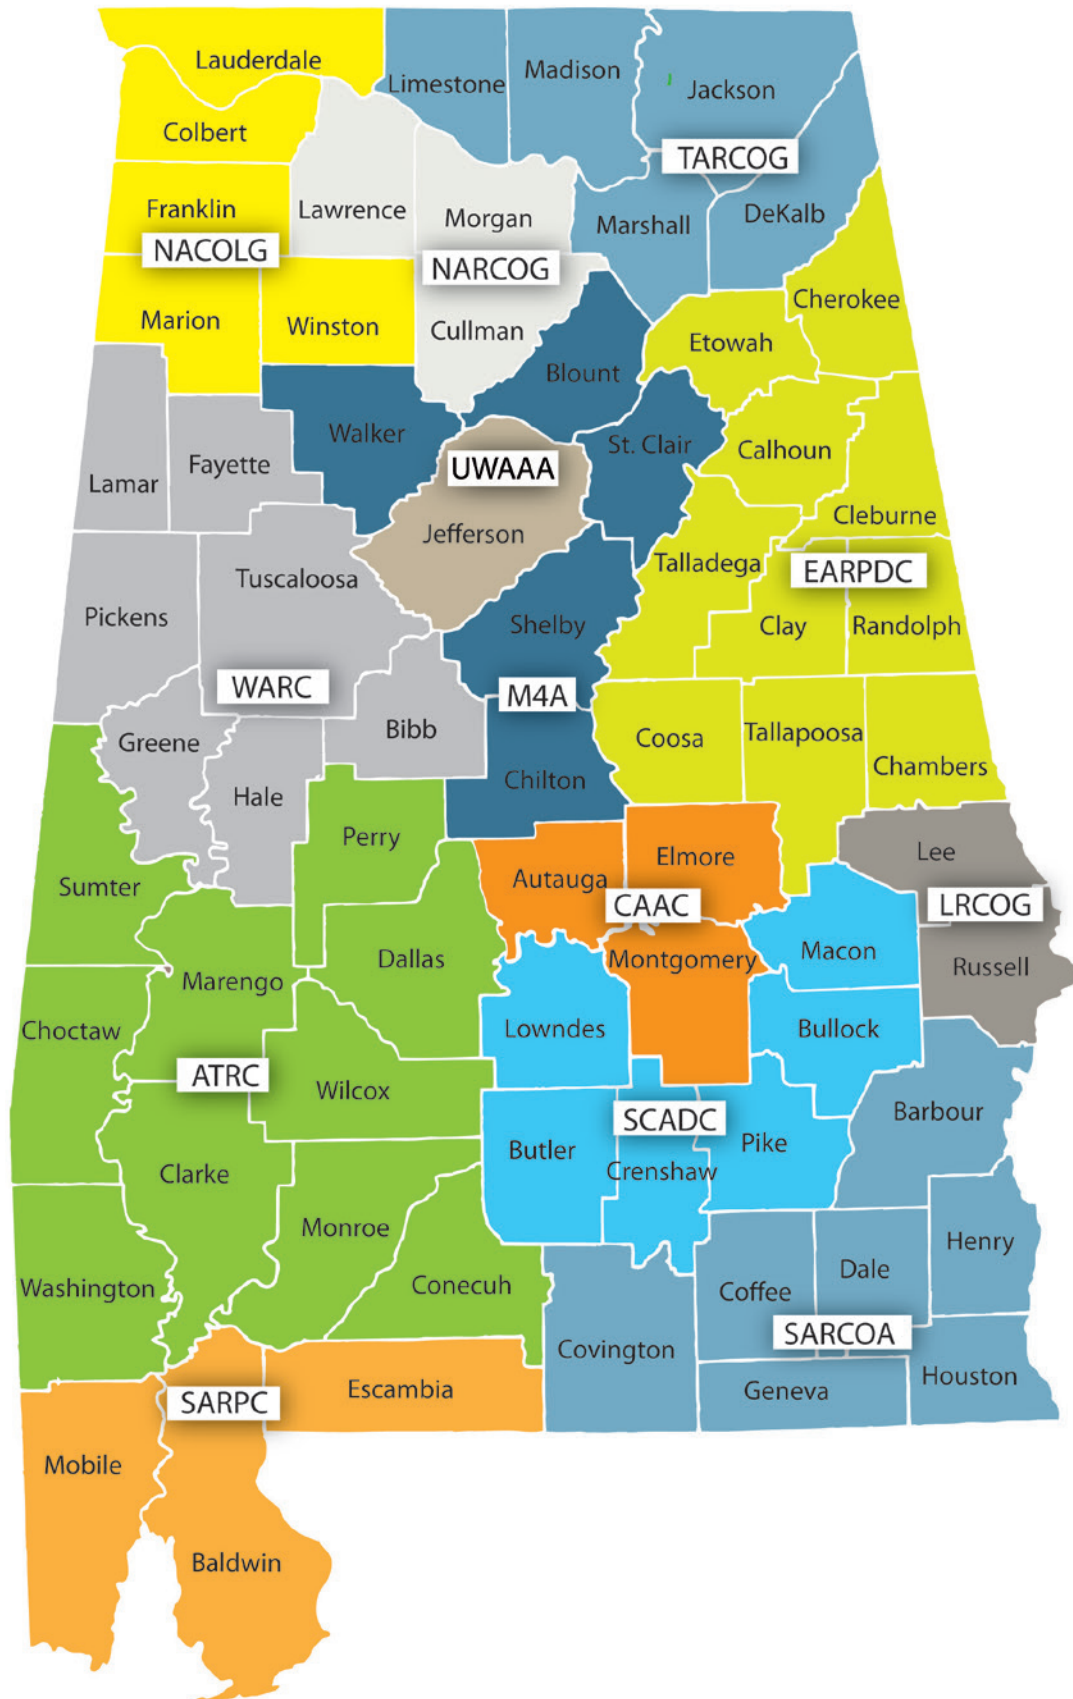 Lauderdale
Limestone
Madison
Jackson
Colbert
TARCOG
Franklin
Lawrence
Morgan
Marshall
DeKalb
NACOLG
NARCOG
Cherokee
Marion
Winston
Cullman
Etowah
Blount
Walker
St. Clair
Calhoun
Fayette
UWAAA
Lamar
Cleburne
Jefferson
Talladega
EARPDC
Tuscaloosa
Pickens
Shelby
Clay
Randolph
WARC
M4A
Greene
Bibb
Coosa
Tallapoosa
Chambers
Hale
Chilton
Perry
Elmore
Lee
Sumter
Autauga
CAAC
LRCOG
Dallas
Montgomery
Macon
Russell
Marengo
Choctaw
Lowndes
Bullock
ATRC
Wilcox
SCADC
Barbour
Butler
Pike
Clarke
Crenshaw
Monroe
Henry
Washington
Conecuh
Coffee
Dale
SARCOA
Covington
Houston
SARPC
Escambia
Geneva
Mobile
Baldwin